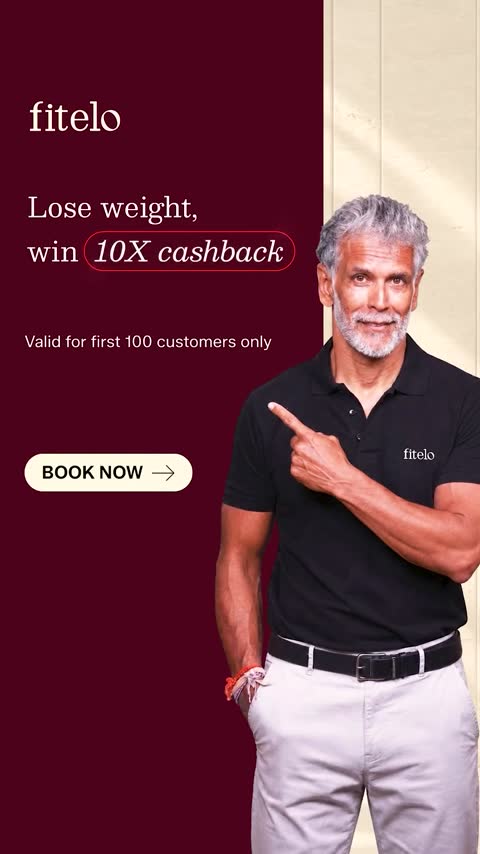 fitelo
Lose weight,
win 10X cashback
Valid for first 100 customers only
BOOK NOW
fitelo